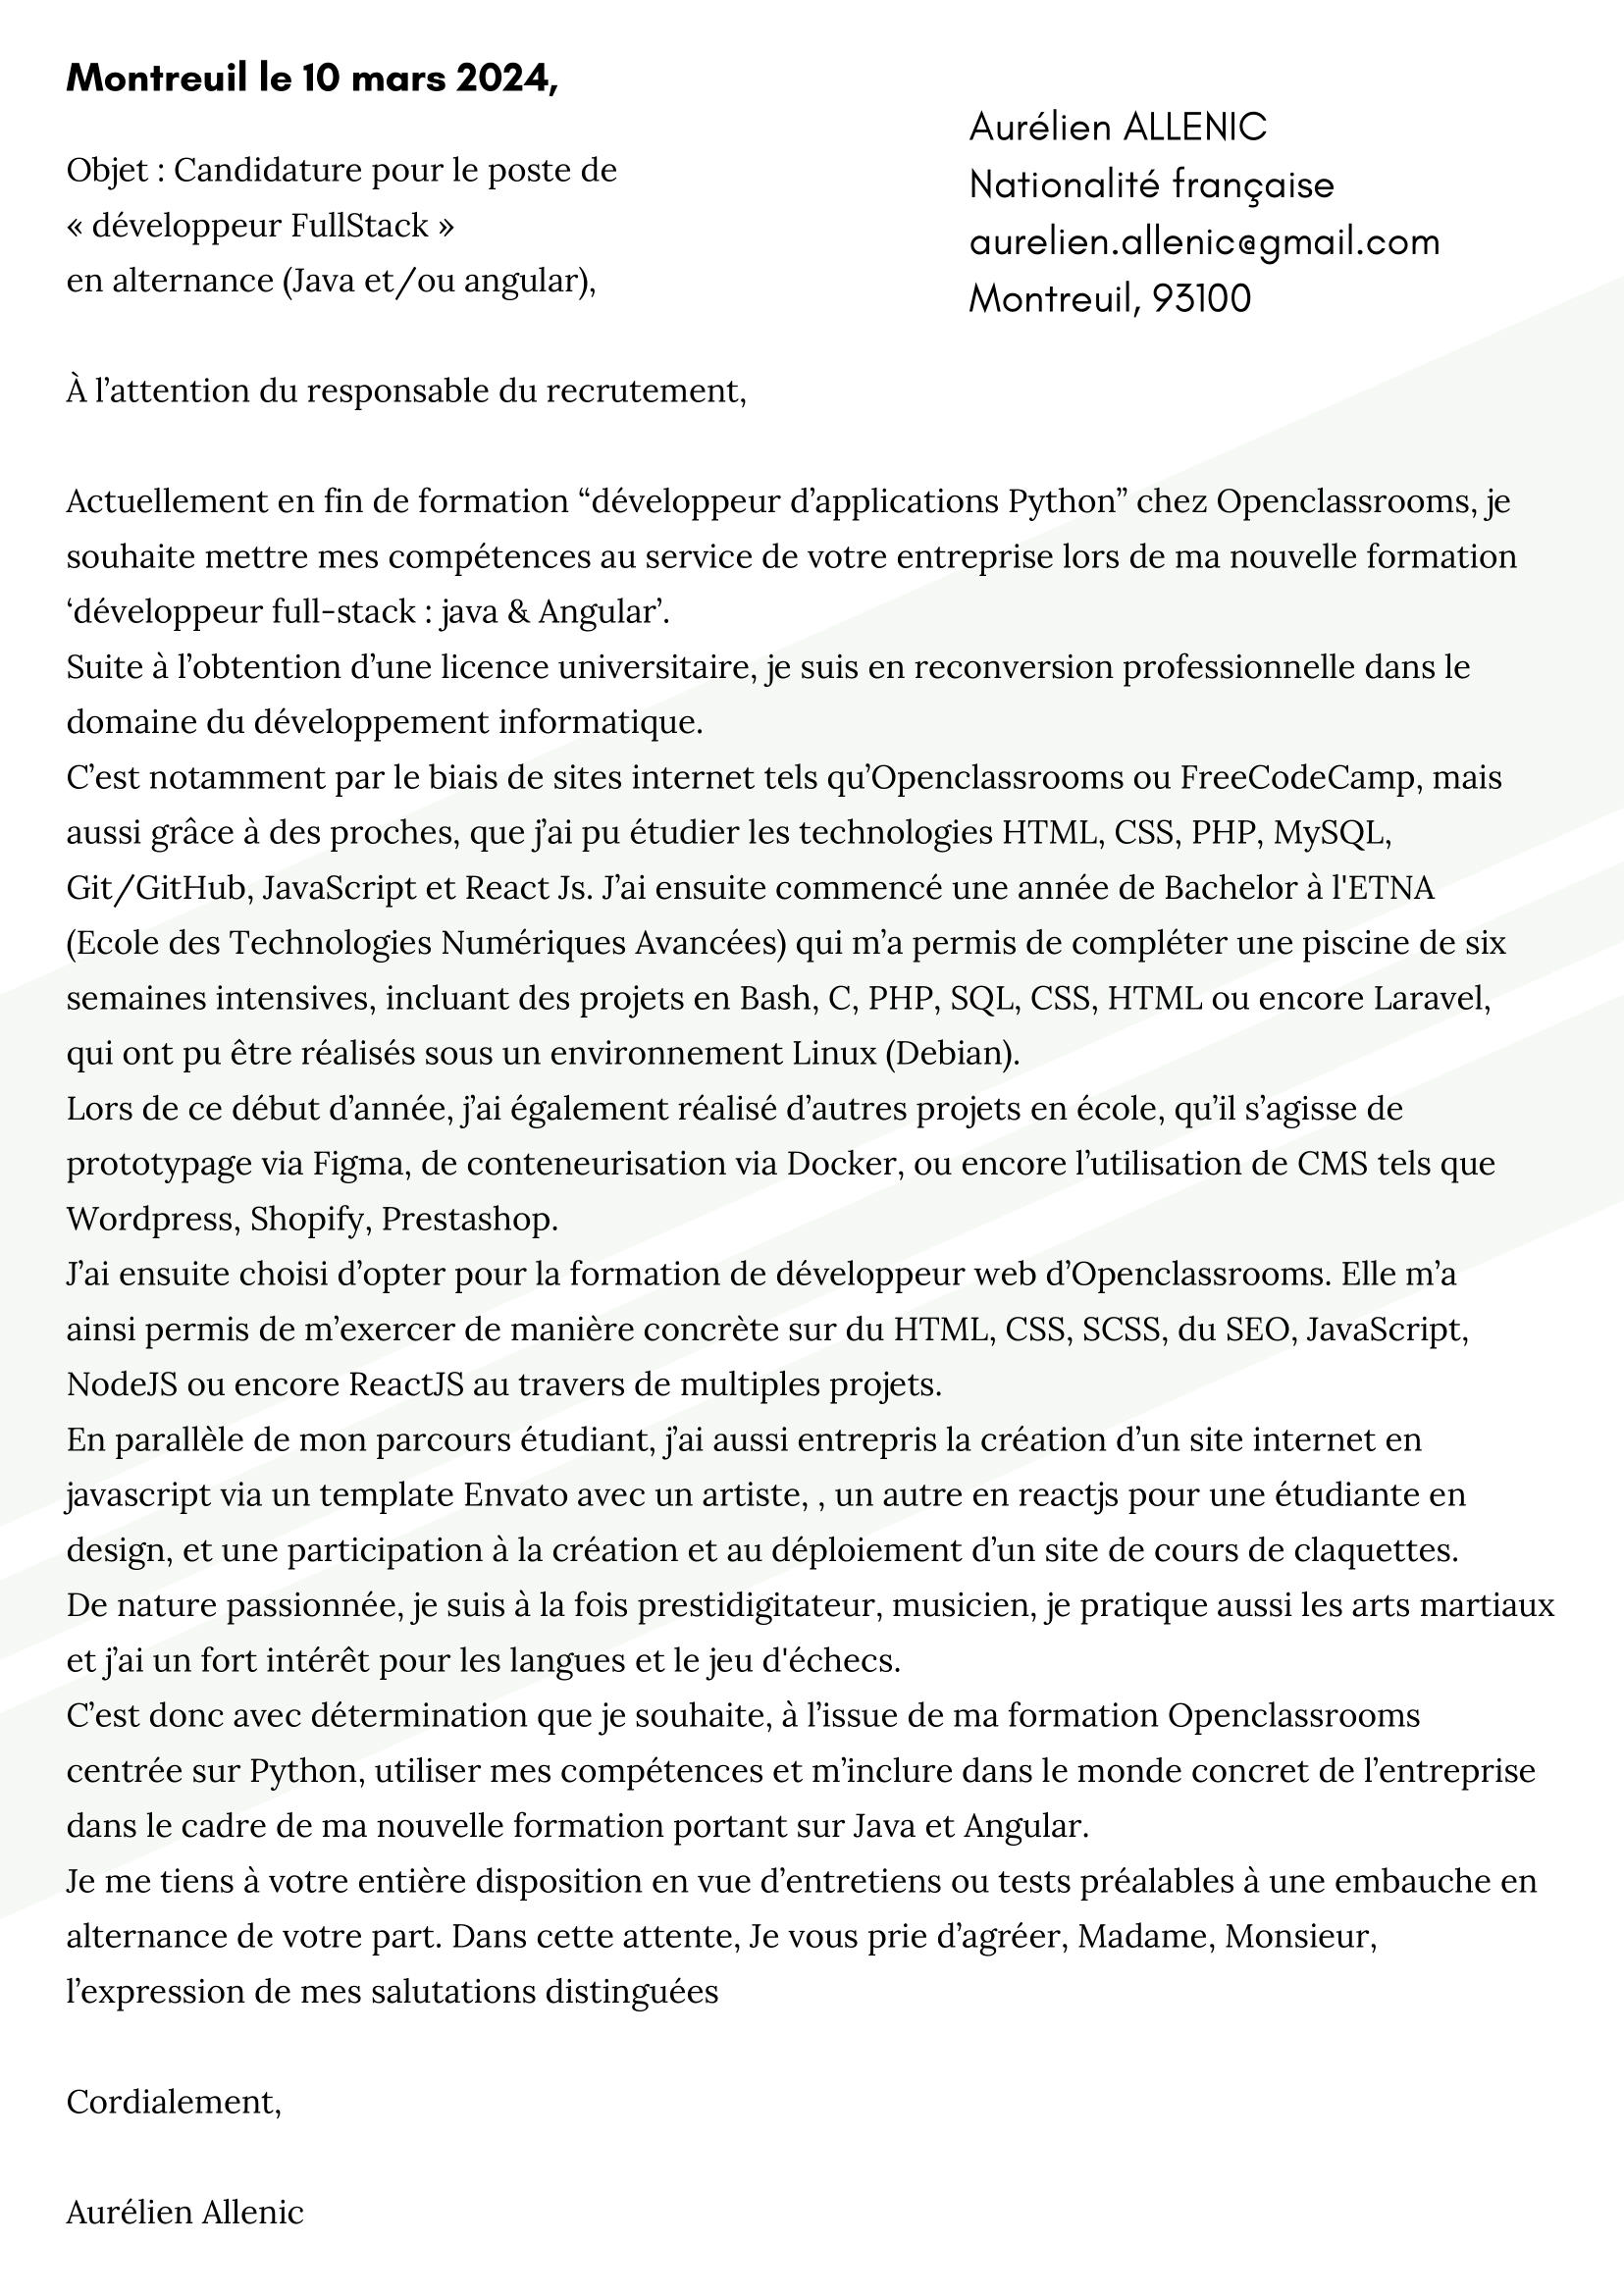 Montreuil le 10 mars 2024,
Aurélien ALLENIC
Nationalité française
aurelien.allenic@gmail.com
Montreuil, 93100
Objet : Candidature pour le poste de
« développeur FullStack »
en alternance (Java et/ou angular),
À l’attention du responsable du recrutement,
Actuellement en fin de formation “développeur d’applications Python” chez Openclassrooms, je
souhaite mettre mes compétences au service de votre entreprise lors de ma nouvelle formation
‘développeur full-stack : java & Angular’.
Suite à l’obtention d’une licence universitaire, je suis en reconversion professionnelle dans le
domaine du développement informatique.
C’est notamment par le biais de sites internet tels qu’Openclassrooms ou FreeCodeCamp, mais
aussi grâce à des proches, que j’ai pu étudier les technologies HTML, CSS, PHP, MySQL,
Git/GitHub, JavaScript et React Js. J’ai ensuite commencé une année de Bachelor à l'ETNA
(Ecole des Technologies Numériques Avancées) qui m’a permis de compléter une piscine de six
semaines intensives, incluant des projets en Bash, C, PHP, SQL, CSS, HTML ou encore Laravel,
qui ont pu être réalisés sous un environnement Linux (Debian).
Lors de ce début d’année, j’ai également réalisé d’autres projets en école, qu’il s’agisse de
prototypage via Figma, de conteneurisation via Docker, ou encore l’utilisation de CMS tels que
Wordpress, Shopify, Prestashop.
J’ai ensuite choisi d’opter pour la formation de développeur web d’Openclassrooms. Elle m’a
ainsi permis de m’exercer de manière concrète sur du HTML, CSS, SCSS, du SEO, JavaScript,
NodeJS ou encore ReactJS au travers de multiples projets.
En parallèle de mon parcours étudiant, j’ai aussi entrepris la création d’un site internet en
javascript via un template Envato avec un artiste, , un autre en reactjs pour une étudiante en
design, et une participation à la création et au déploiement d’un site de cours de claquettes.
De nature passionnée, je suis à la fois prestidigitateur, musicien, je pratique aussi les arts martiaux
et j’ai un fort intérêt pour les langues et le jeu d'échecs.
C’est donc avec détermination que je souhaite, à l’issue de ma formation Openclassrooms
centrée sur Python, utiliser mes compétences et m’inclure dans le monde concret de l’entreprise
dans le cadre de ma nouvelle formation portant sur Java et Angular.
Je me tiens à votre entière disposition en vue d’entretiens ou tests préalables à une embauche en
alternance de votre part. Dans cette attente, Je vous prie d’agréer, Madame, Monsieur,
l’expression de mes salutations distinguées
Cordialement,
Aurélien Allenic